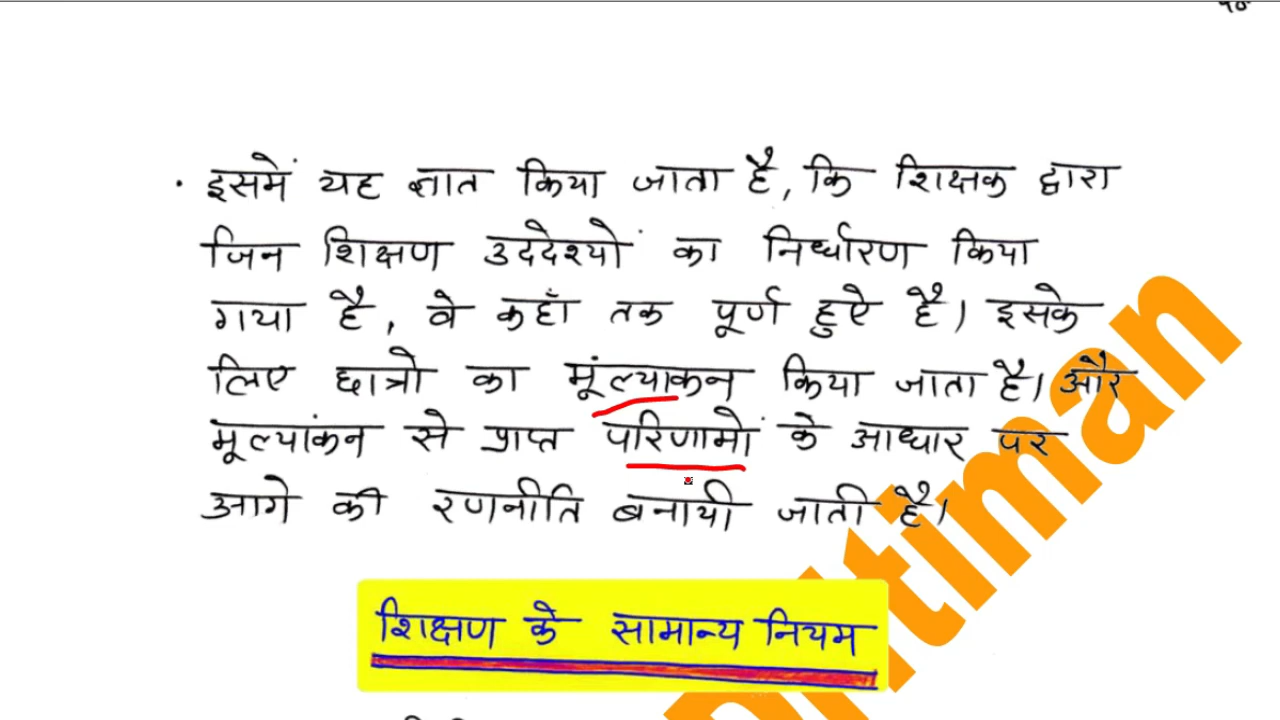 • इसमें यह ज्ञात किया जाता है, कि शिक्षक द्वारा
जिन शिक्षण उददेश्यों का निर्धारण किया
गया है, वे कहाँ तक पूर्ण हुऐ है। इसके
लिए छात्रो का मूंल्याकन किया जाता है। और
मूल्यांकन से प्राप्त परिणामों के आधार पर
आगे की रणनीति बनायी जाती है।
शिक्षण के सामान्य नियम